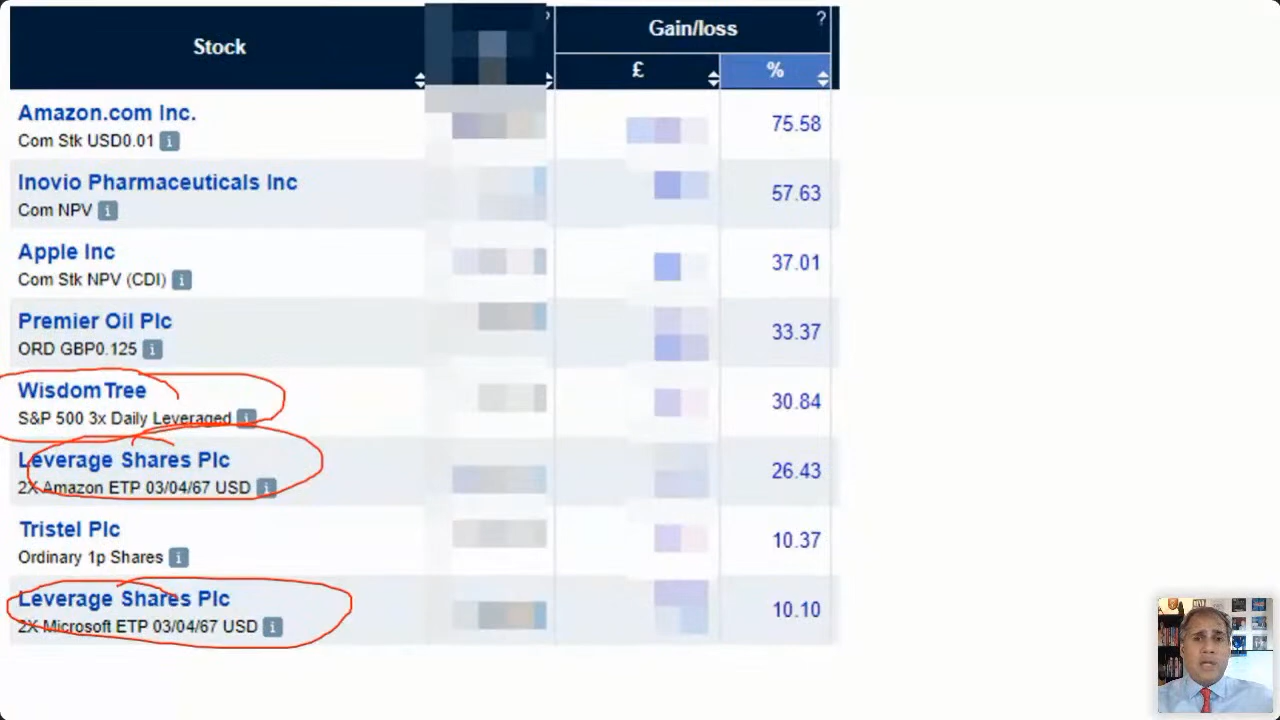 Stock
?
Gain/loss
?
£
%
Amazon.com Inc.
75.58
Com Stk USD0.01 i
Inovio Pharmaceuticals Inc
57.63
Com NPV i
Apple Inc
37.01
Com Stk NPV (CDI) i
Premier Oil Plc
33.37
ORD GBP0.125 i
WisdomTree
30.84
S&P 500 3x Daily Leveraged i
Leverage Shares Plc
26.43
2X Amazon ETP 03/04/67 USD i
Tristel Plc
10.37
Ordinary 1p Shares i
Leverage Shares Plc
10.10
2X Microsoft ETP 03/04/67 USD i